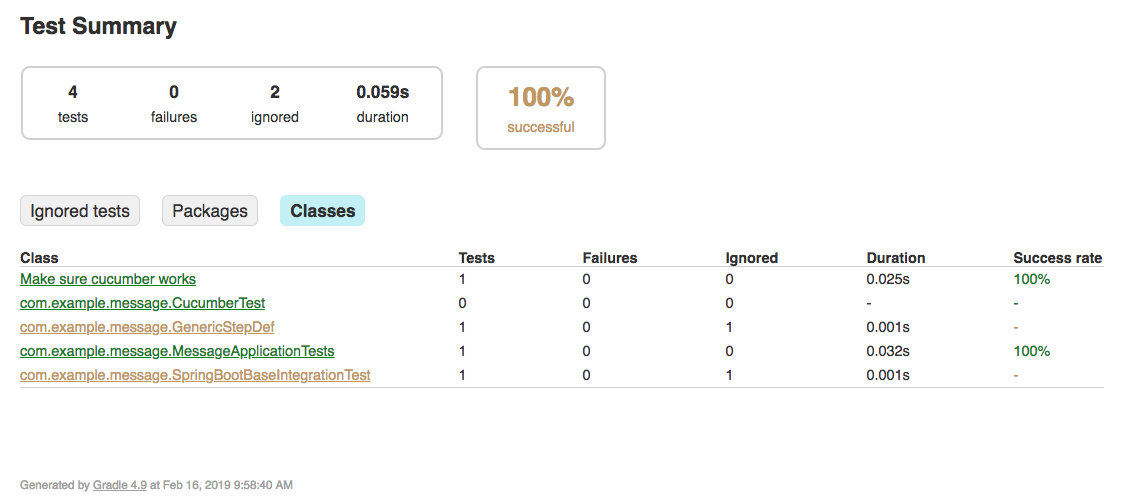 Test Summary
4 0 2 0.059s
tests failures ignored duration
100%
successful
Ignored tests Packages Classes
Class Tests Failures Ignored Duration Success rate
Make sure cucumber works 1 0 0 0.025s 100%
com.example.message.CucumberTest 0 0 0 - -
com.example.message.GenericStepDef 1 0 1 0.001s -
com.example.message.MessageApplicationTests 1 0 0 0.032s 100%
com.example.message.SpringBootBaseIntegrationTest 1 0 1 0.001s -
Generated by Gradle 4.9 at Feb 16, 2019 9:58:40 AM